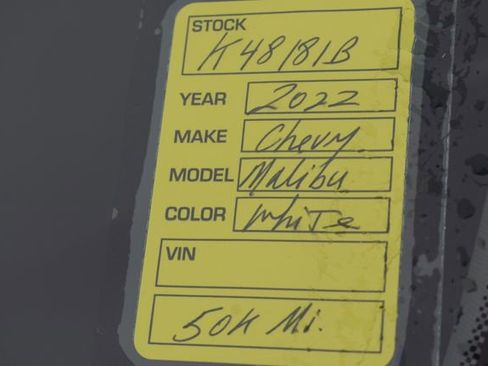 STOCK
K48181B
YEAR 2022
MAKE Chevy
MODEL Malibu
COLOR White
VIN
50K Mi.